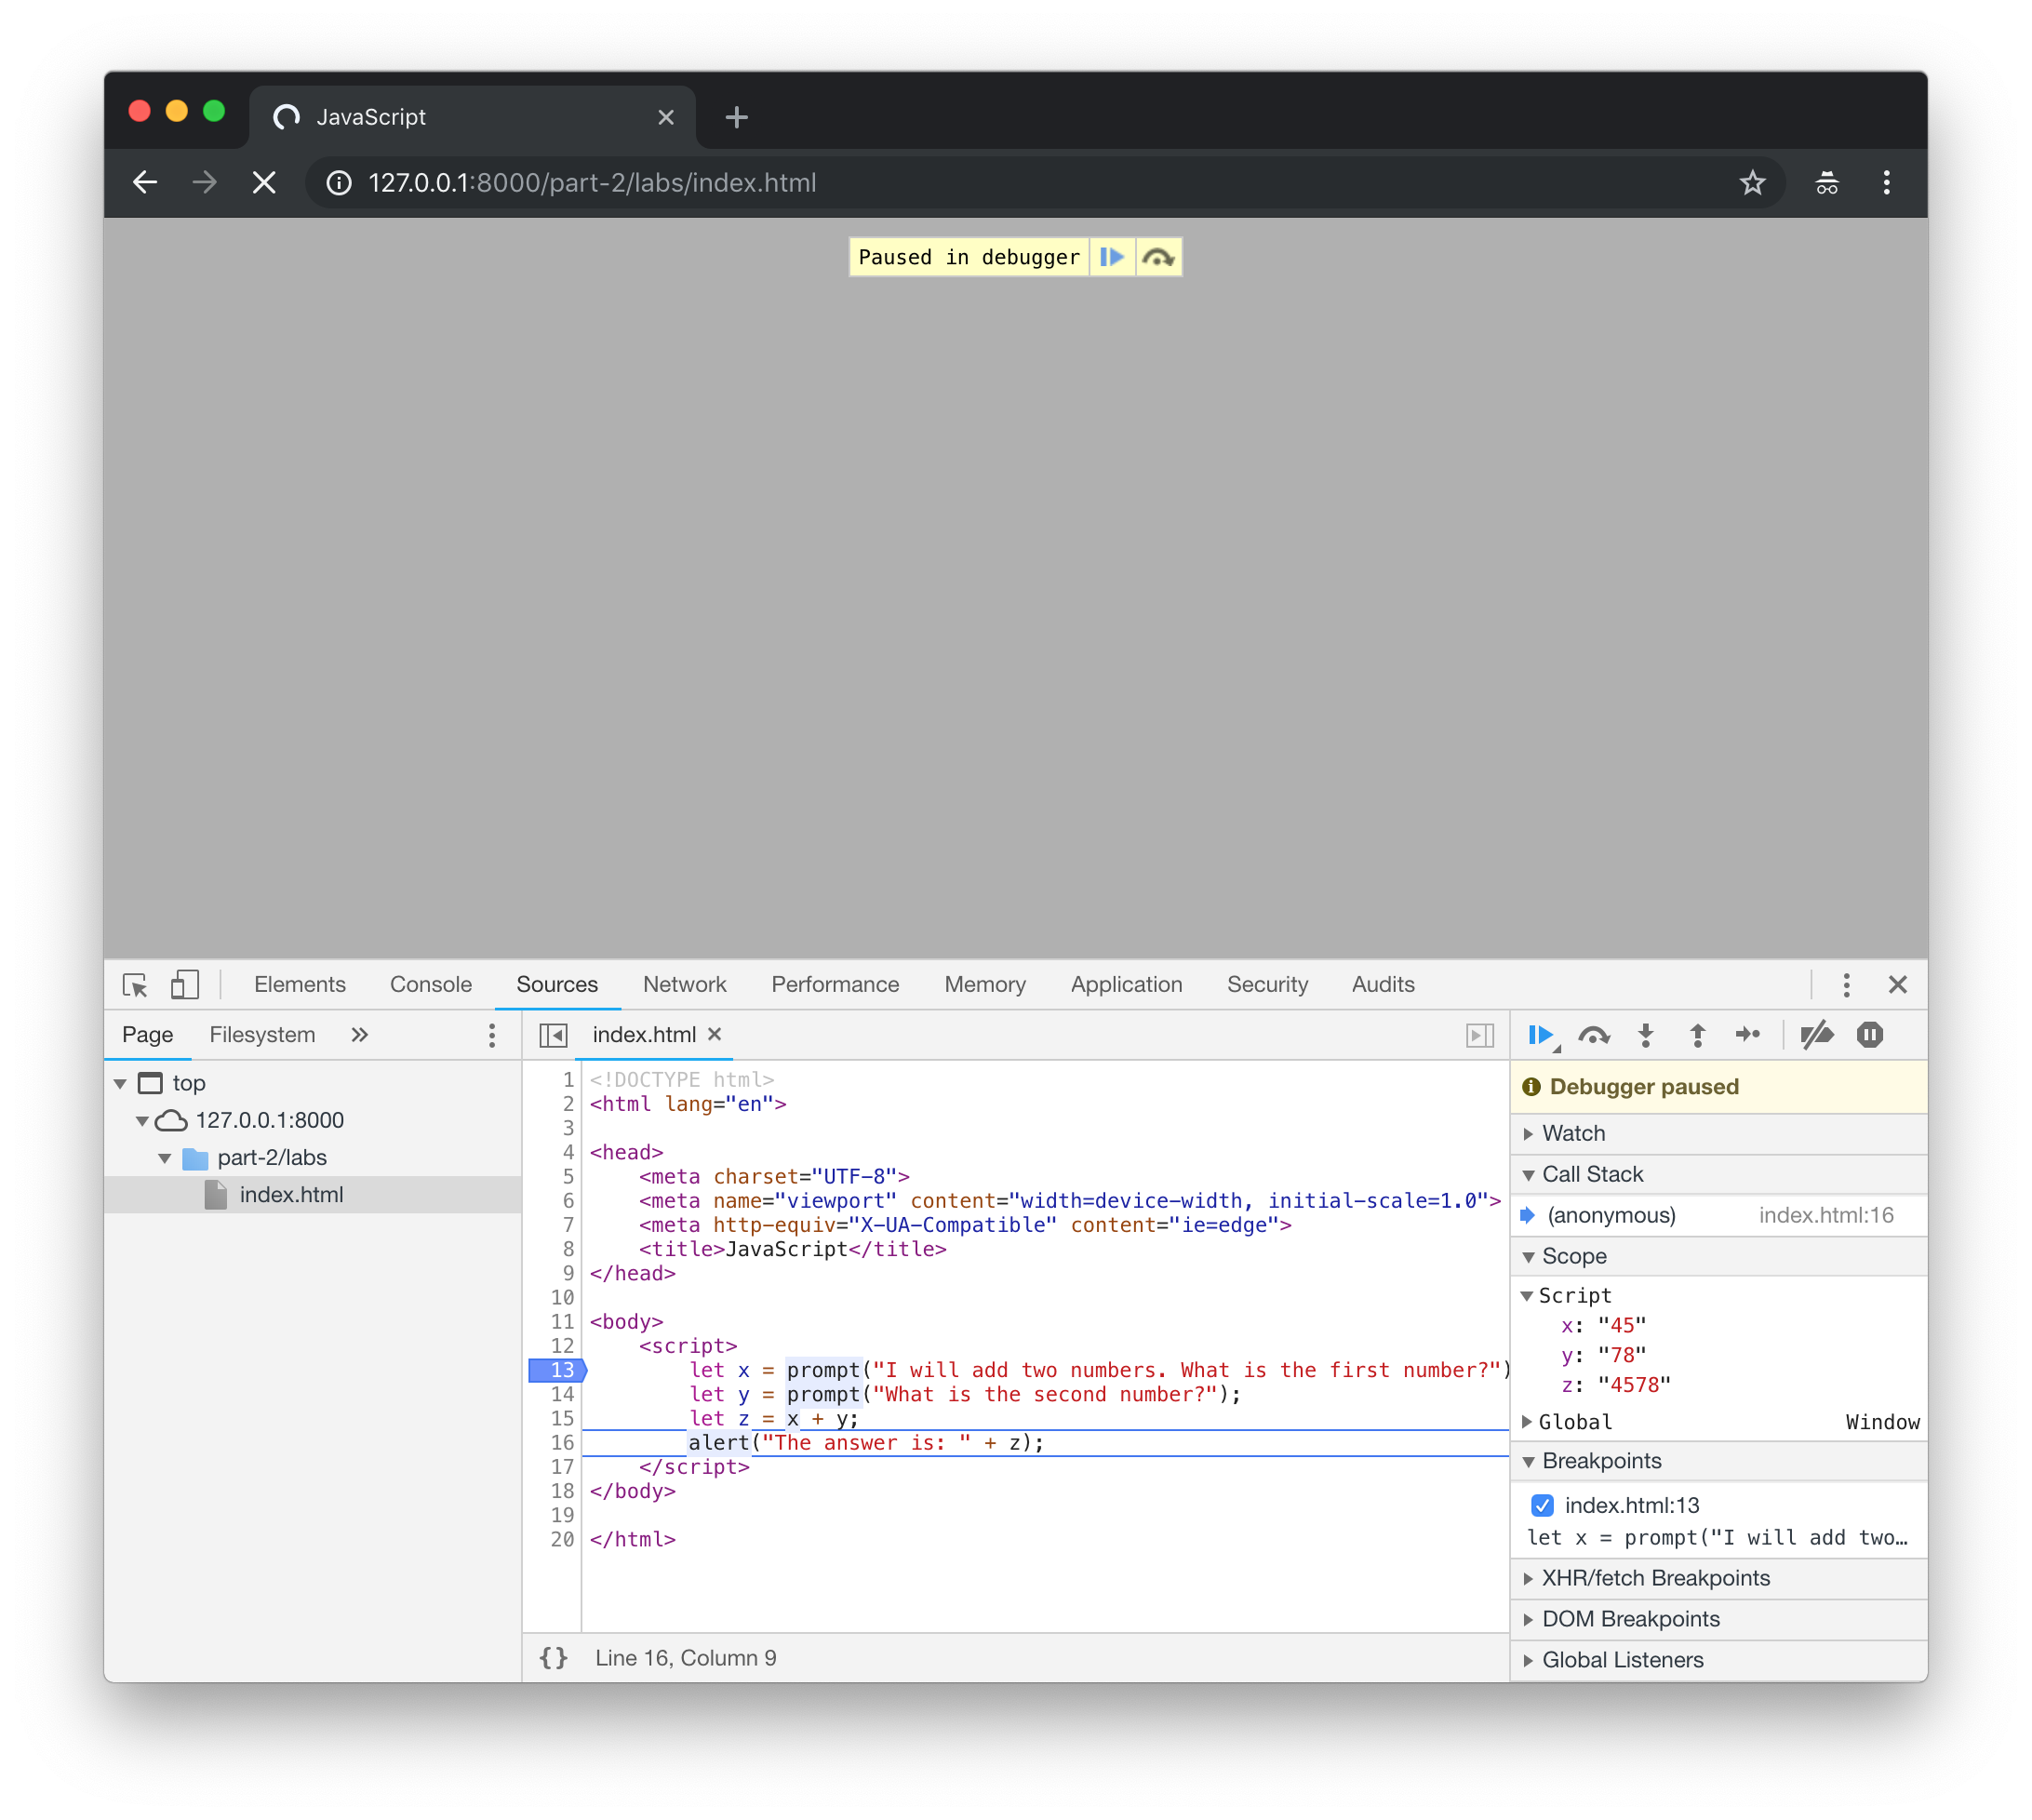 JavaScript
127.0.0.1:8000/part-2/labs/index.html
Paused in debugger
Elements Console Sources Network Performance Memory Application Security Audits
Page Filesystem »
index.html
top
127.0.0.1:8000
part-2/labs
index.html
1 <!DOCTYPE html>
2 <html lang="en">
3
4 <head>
5 <meta charset="UTF-8">
6 <meta name="viewport" content="width=device-width, initial-scale=1.0">
7 <meta http-equiv="X-UA-Compatible" content="ie=edge">
8 <title>JavaScript</title>
9 </head>
10
11 <body>
12 <script>
13 let x = prompt("I will add two numbers. What is the first number?")
14 let y = prompt("What is the second number?");
15 let z = x + y;
16 alert("The answer is: " + z);
17 </script>
18 </body>
19
20 </html>
{} Line 16, Column 9
Debugger paused
Watch
Call Stack
(anonymous) index.html:16
Scope
Script
x: "45"
y: "78"
z: "4578"
Global Window
Breakpoints
index.html:13
let x = prompt("I will add two…
XHR/fetch Breakpoints
DOM Breakpoints
Global Listeners